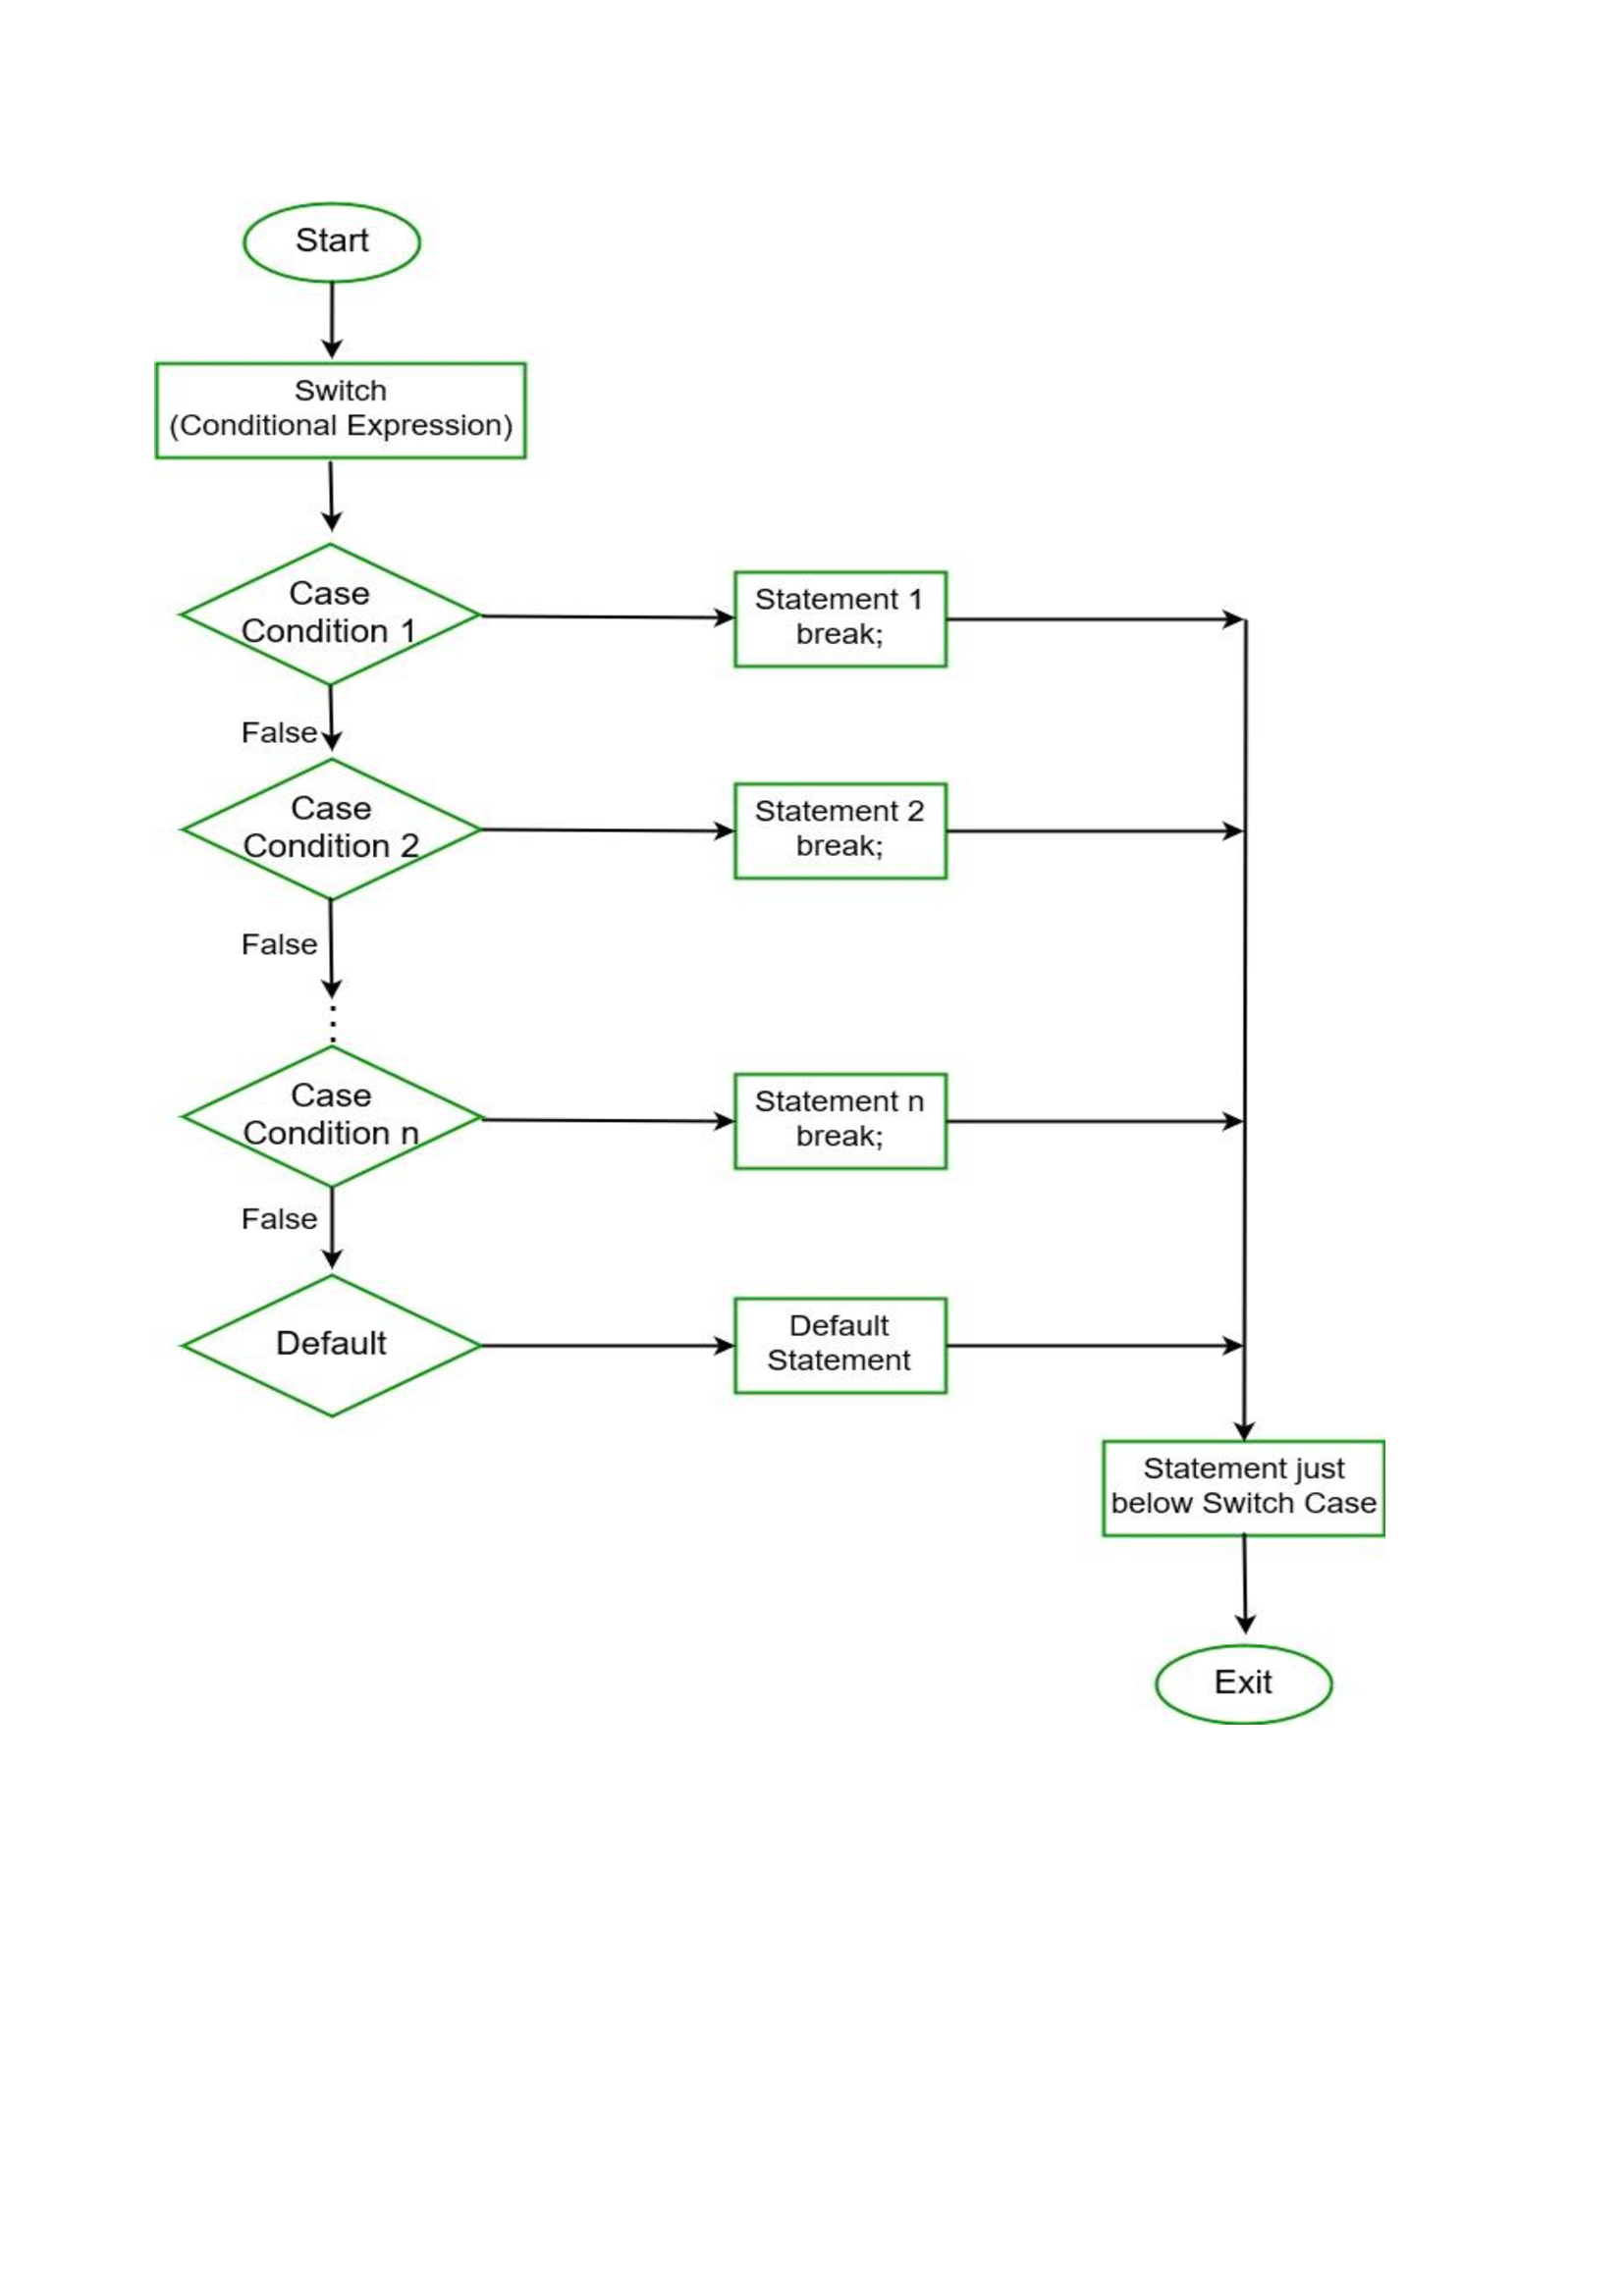 Start
Switch
(Conditional Expression)
Case
Condition 1
Statement 1
break;
False
Case
Condition 2
Statement 2
break;
False
Case
Condition n
Statement n
break;
False
Default
Default
Statement
Statement just
below Switch Case
Exit